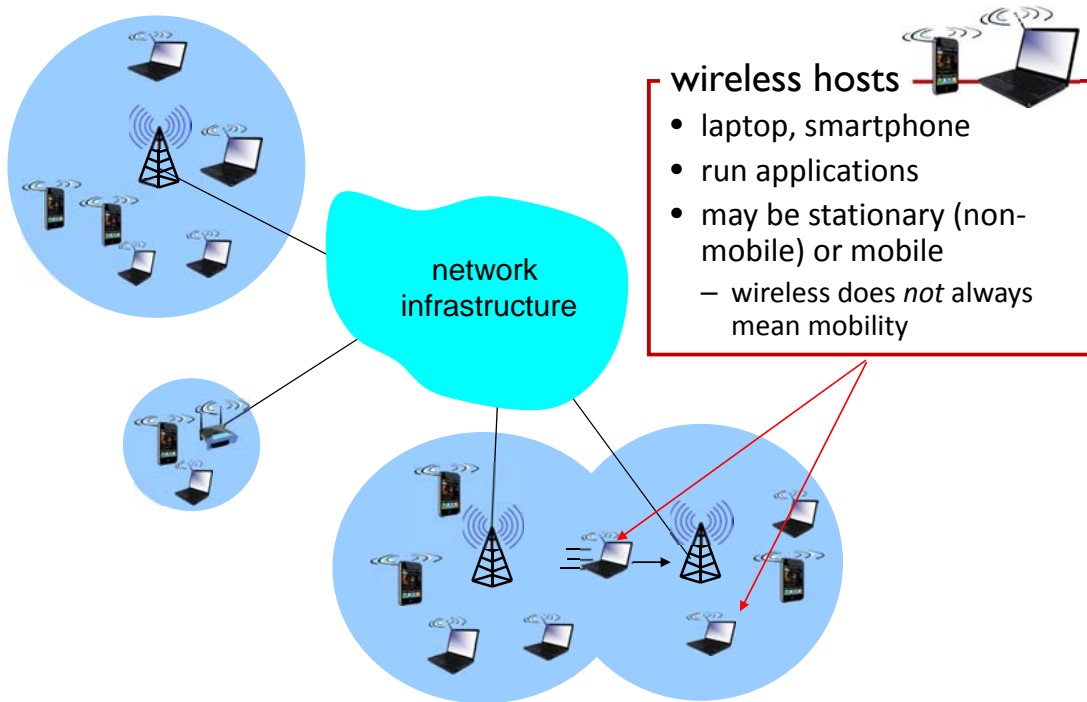 wireless hosts
• laptop, smartphone
• run applications
• may be stationary (non-
mobile) or mobile
– wireless does not always
mean mobility
network
infrastructure